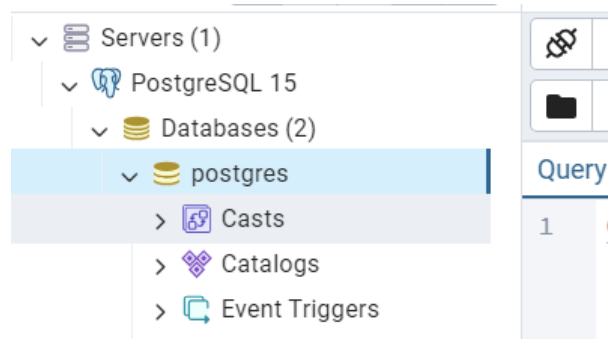 Servers (1)
PostgreSQL 15
Databases (2)
postgres
Casts
Catalogs
Event Triggers
Query
1